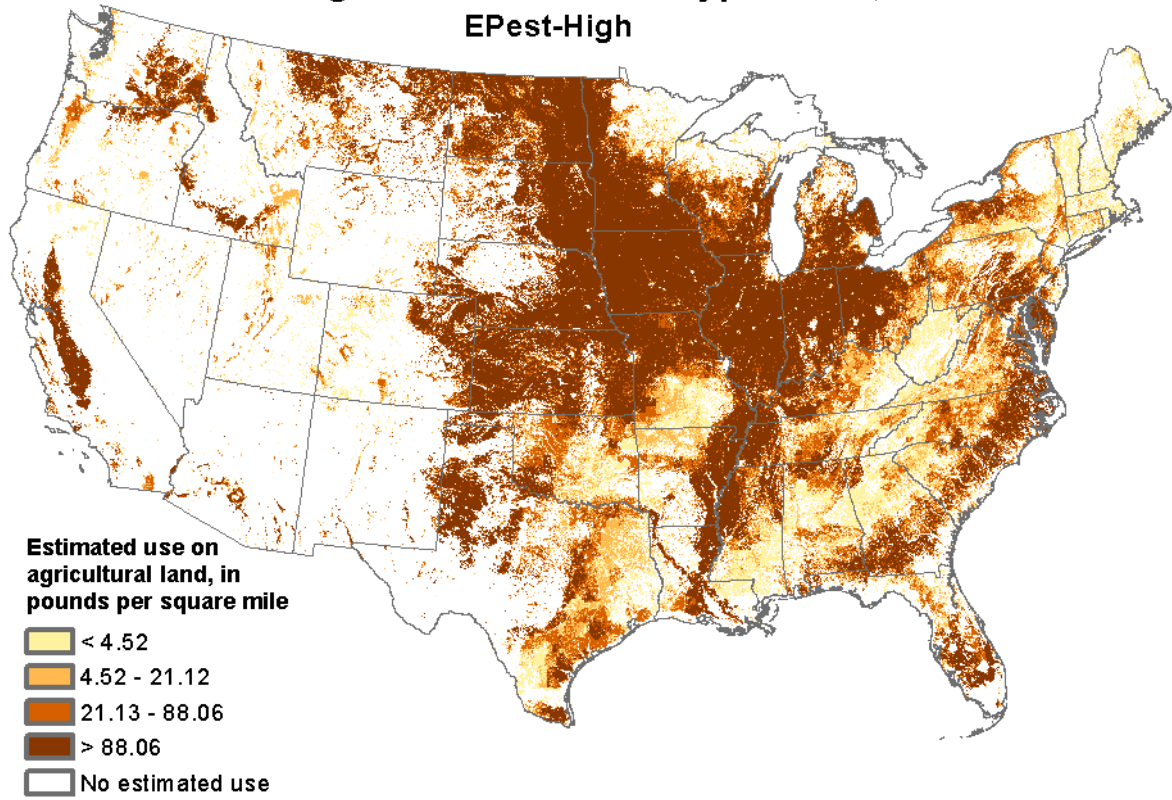 EPest-High
Estimated use on
agricultural land, in
pounds per square mile
< 4.52
4.52 - 21.12
21.13 - 88.06
> 88.06
No estimated use